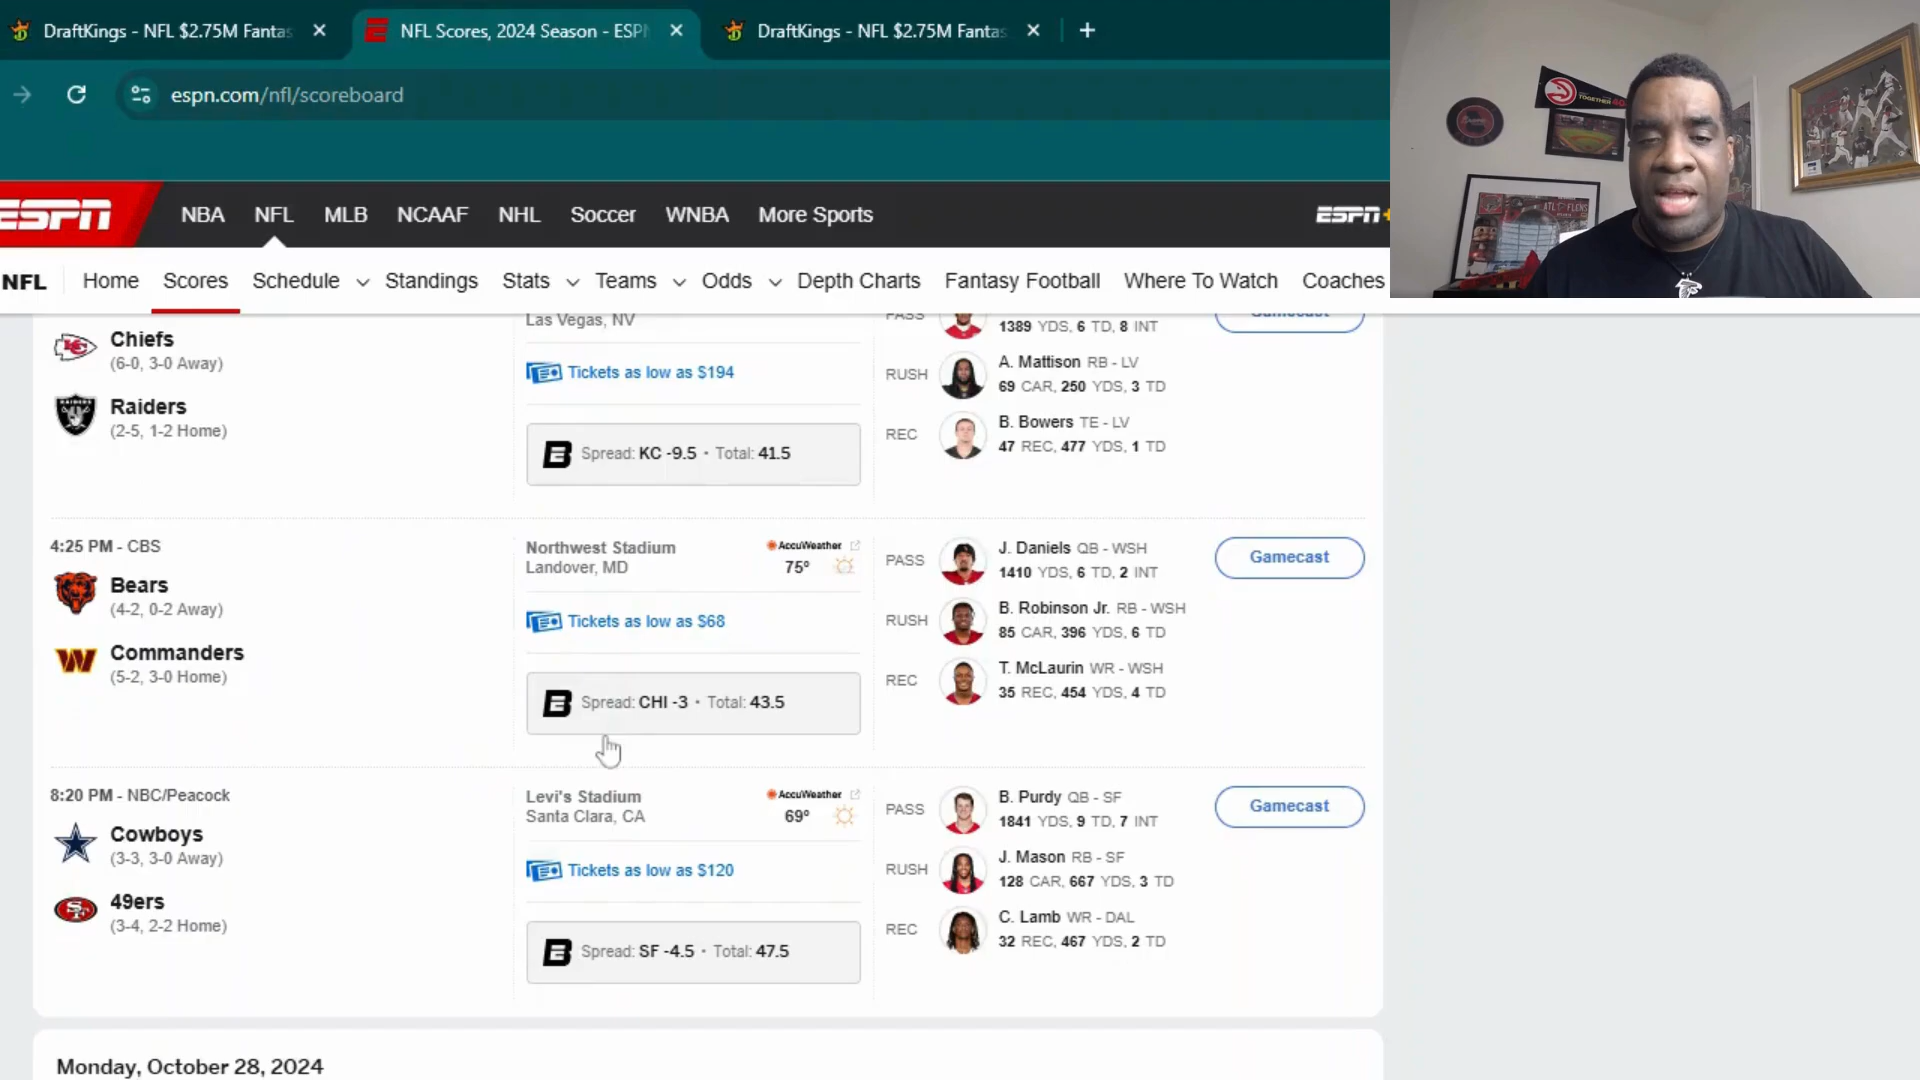 DraftKings - NFL $2.75M Fantas
NFL Scores, 2024 Season - ESPN
DraftKings - NFL $2.75M Fantas
espn.com/nfl/scoreboard
ESPN NBA NFL MLB NCAAF NHL Soccer WNBA More Sports ESPN+
NFL Home Scores Schedule Standings Stats Teams Odds Depth Charts Fantasy Football Where To Watch Coaches
Las Vegas, NV
Chiefs
(6-0, 3-0 Away)
Raiders
(2-5, 1-2 Home)
Tickets as low as $194
Spread: KC -9.5 • Total: 41.5
PASS
1389 YDS, 6 TD, 8 INT
Gamecast
RUSH
A. Mattison RB - LV
69 CAR, 250 YDS, 3 TD
REC
B. Bowers TE - LV
47 REC, 477 YDS, 1 TD
4:25 PM - CBS
Bears
(4-2, 0-2 Away)
Commanders
(5-2, 3-0 Home)
Northwest Stadium
Landover, MD
AccuWeather
75°
Tickets as low as $68
Spread: CHI -3 • Total: 43.5
PASS
J. Daniels QB - WSH
1410 YDS, 6 TD, 2 INT
RUSH
B. Robinson Jr. RB - WSH
85 CAR, 396 YDS, 6 TD
REC
T. McLaurin WR - WSH
35 REC, 454 YDS, 4 TD
Gamecast
8:20 PM - NBC/Peacock
Cowboys
(3-3, 3-0 Away)
49ers
(3-4, 2-2 Home)
Levi's Stadium
Santa Clara, CA
AccuWeather
69°
Tickets as low as $120
Spread: SF -4.5 • Total: 47.5
PASS
B. Purdy QB - SF
1841 YDS, 9 TD, 7 INT
RUSH
J. Mason RB - SF
128 CAR, 667 YDS, 3 TD
REC
C. Lamb WR - DAL
32 REC, 467 YDS, 2 TD
Gamecast
Monday, October 28, 2024